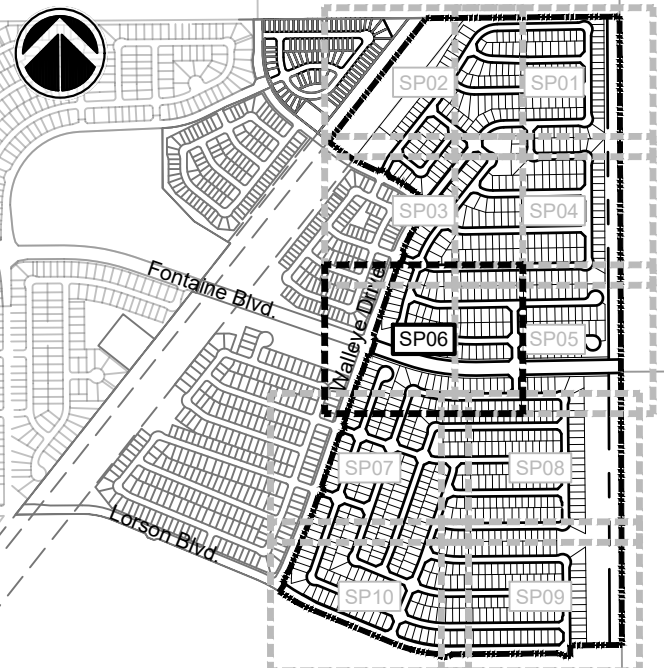 SP02
SP01
SP03
SP04
Fontaine Blvd.
Walleye Drive
SP06
SP05
SP07
SP08
Lorson Blvd.
SP10
SP09